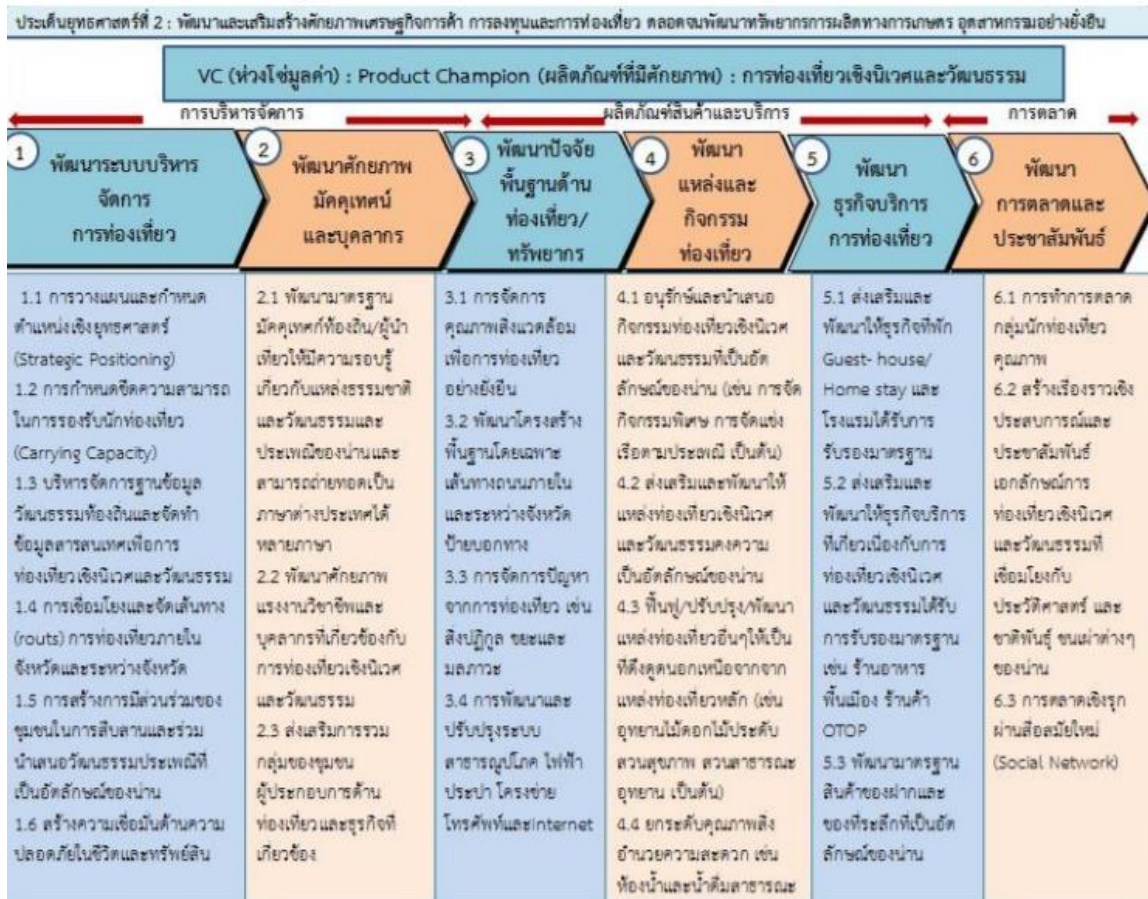 ประเด็นยุทธศาสตร์ที่ 2 : พัฒนาและเสริมสร้างศักยภาพเศรษฐกิจการค้า การลงทุนและการท่องเที่ยว ตลอดจนพัฒนาทรัพยากรการผลิตทางการเกษตร อุตสาหกรรมอย่างยั่งยืน
VC (ห่วงโซ่มูลค่า) : Product Champion (ผลิตภัณฑ์ที่มีศักยภาพ) : การท่องเที่ยวเชิงนิเวศและวัฒนธรรม
การบริหารจัดการ
ผลิตภัณฑ์สินค้าและบริการ
การตลาด
1
พัฒนาระบบบริหาร
จัดการ
การท่องเที่ยว
2
พัฒนาศักยภาพ
มัคคุเทศน์
และบุคลากร
3
พัฒนาปัจจัย
พื้นฐานด้าน
ท่องเที่ยว/
ทรัพยากร
4
พัฒนา
แหล่งและ
กิจกรรม
ท่องเที่ยว
5
พัฒนา
ธุรกิจบริการ
การท่องเที่ยว
6
พัฒนา
การตลาดและ
ประชาสัมพันธ์
1.1 การวางแผนและกำหนด
ตำแหน่งเชิงยุทธศาสตร์
(Strategic Positioning)
1.2 การกำหนดขีดความสามารถ
ในการรองรับนักท่องเที่ยว
(Carrying Capacity)
1.3 บริหารจัดการฐานข้อมูล
วัฒนธรรมท้องถิ่นและจัดทำ
ข้อมูลสารสนเทศเพื่อการ
ท่องเที่ยวเชิงนิเวศและวัฒนธรรม
1.4 การเชื่อมโยงและจัดเส้นทาง
(routs) การท่องเที่ยวภายใน
จังหวัดและระหว่างจังหวัด
1.5 การสร้างการมีส่วนร่วมของ
ชุมชนในการสืบสานและร่วม
นำเสนอวัฒนธรรมประเพณีที่
เป็นอัตลักษณ์ของน่าน
1.6 สร้างความเชื่อมั่นด้านความ
ปลอดภัยในชีวิตและทรัพย์สิน
2.1 พัฒนามาตรฐาน
มัคคุเทศก์ท้องถิ่น/ผู้นำ
เที่ยวให้มีความรอบรู้
เกี่ยวกับแหล่งธรรมชาติ
และวัฒนธรรมและ
ประเพณีของน่านและ
สามารถถ่ายทอดเป็น
ภาษาต่างประเทศได้
หลายภาษา
2.2 พัฒนาศักยภาพ
แรงงานวิชาชีพและ
บุคลากรที่เกี่ยวข้องกับ
การท่องเที่ยวเชิงนิเวศ
และวัฒนธรรม
2.3 ส่งเสริมการรวม
กลุ่มของชุมชน
ผู้ประกอบการด้าน
ท่องเที่ยวและธุรกิจที่
เกี่ยวข้อง
3.1 การจัดการ
คุณภาพสิ่งแวดล้อม
เพื่อการท่องเที่ยว
อย่างยั่งยืน
3.2 พัฒนาโครงสร้าง
พื้นฐานโดยเฉพาะ
เส้นทางถนนภายใน
และระหว่างจังหวัด
ป้ายบอกทาง
3.3 การจัดการปัญหา
จากการท่องเที่ยว เช่น
สิ่งปฏิกูล ขยะและ
มลภาวะ
3.4 การพัฒนาและ
ปรับปรุงระบบ
สาธารณูปโภค ไฟฟ้า
ประปา โครงข่าย
โทรศัพท์และInternet
4.1 อนุรักษ์และนำเสนอ
กิจกรรมท่องเที่ยวเชิงนิเวศ
และวัฒนธรรมที่เป็นอัต
ลักษณ์ของน่าน (เช่น การจัด
กิจกรรมพิเศษ การจัดแข่ง
เรือตามประเพณี เป็นต้น)
4.2 ส่งเสริมและพัฒนาให้
แหล่งท่องเที่ยวเชิงนิเวศ
และวัฒนธรรมคงความ
เป็นอัตลักษณ์ของน่าน
4.3 ฟื้นฟู/ปรับปรุง/พัฒนา
แหล่งท่องเที่ยวอื่นๆให้เป็น
ที่ดึงดูดนอกเหนือจากจาก
แหล่งท่องเที่ยวหลัก (เช่น
อุทยานไม้ดอกไม้ประดับ
สวนสุขภาพ สวนสาธารณะ
อุทยาน เป็นต้น)
4.4 ยกระดับคุณภาพสิ่ง
อำนวยความสะดวก เช่น
ห้องน้ำและน้ำดื่มสาธารณะ
5.1 ส่งเสริมและ
พัฒนาให้ธุรกิจที่พัก
Guest- house/
Home stay และ
โรงแรมได้รับการ
รับรองมาตรฐาน
5.2 ส่งเสริมและ
พัฒนาให้ธุรกิจบริการ
ที่เกี่ยวเนื่องกับการ
ท่องเที่ยวเชิงนิเวศ
และวัฒนธรรมได้รับ
การรับรองมาตรฐาน
เช่น ร้านอาหาร
พื้นเมือง ร้านค้า
OTOP
5.3 พัฒนามาตรฐาน
สินค้าของฝากและ
ของที่ระลึกที่เป็นอัต
ลักษณ์ของน่าน
6.1 การทำการตลาด
กลุ่มนักท่องเที่ยว
คุณภาพ
6.2 สร้างเรื่องราวเชิง
ประสบการณ์และ
ประชาสัมพันธ์
เอกลักษณ์การ
ท่องเที่ยวเชิงนิเวศ
และวัฒนธรรมที่
เชื่อมโยงกับ
ประวัติศาสตร์ และ
ชาติพันธุ์ ชนเผ่าต่างๆ
ของน่าน
6.3 การตลาดเชิงรุก
ผ่านสื่อสมัยใหม่
(Social Network)